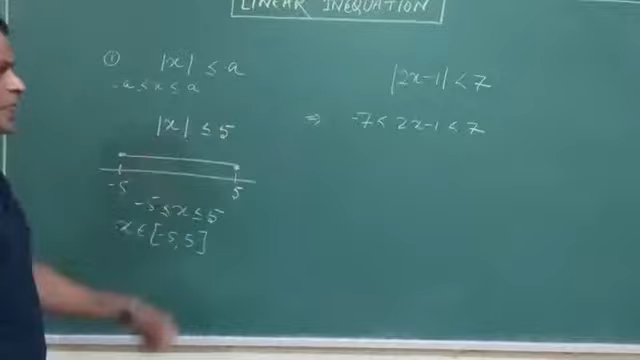 LINEAR INEQUATION
① |x| ≤ a
-a ≤ x ≤ a
|x| ≤ 5
-5 5
-5 ≤ x ≤ 5
x ∈ [-5, 5]
|2x-1| < 7
⇒ -7 < 2x-1 < 7